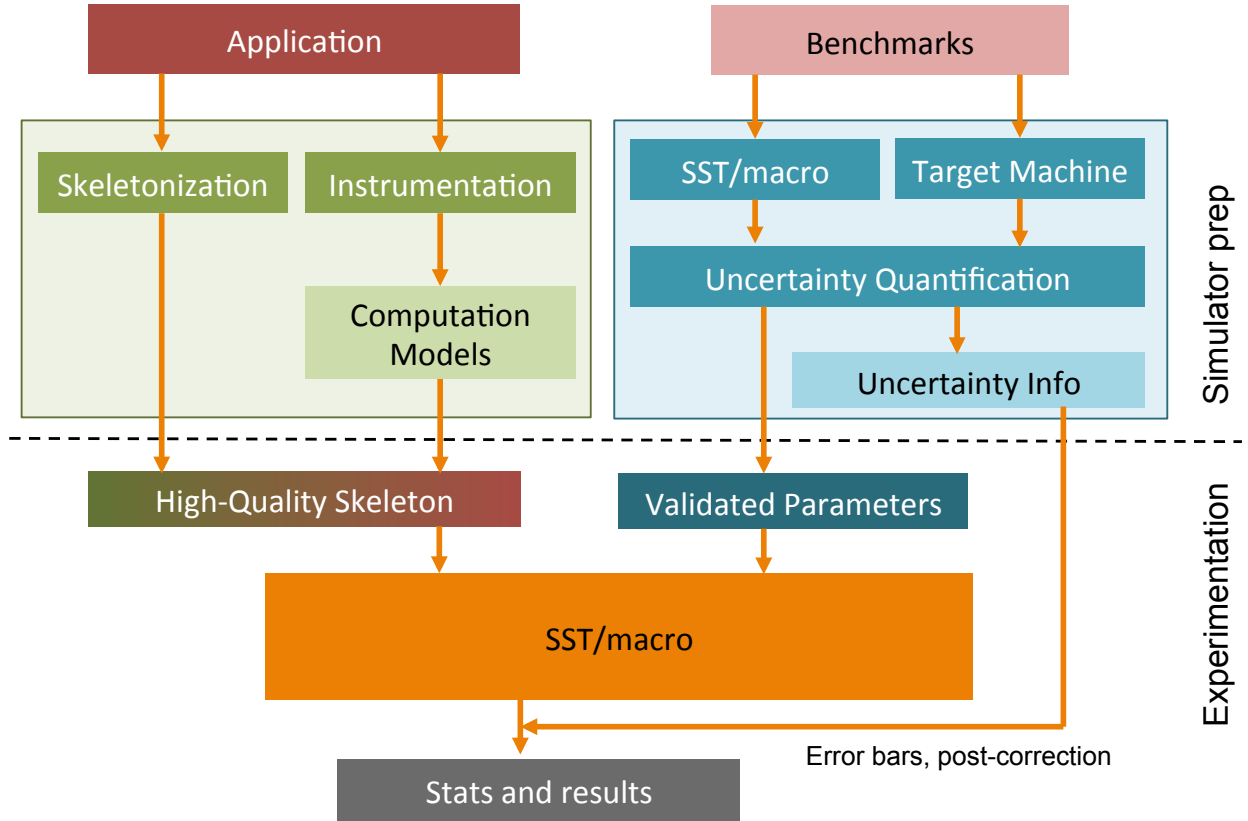 Application
Benchmarks
Skeletonization
Instrumentation
SST/macro
Target Machine
Uncertainty Quantification
Computation
Models
Uncertainty Info
Simulator prep
High-Quality Skeleton
Validated Parameters
SST/macro
Experimentation
Error bars, post-correction
Stats and results